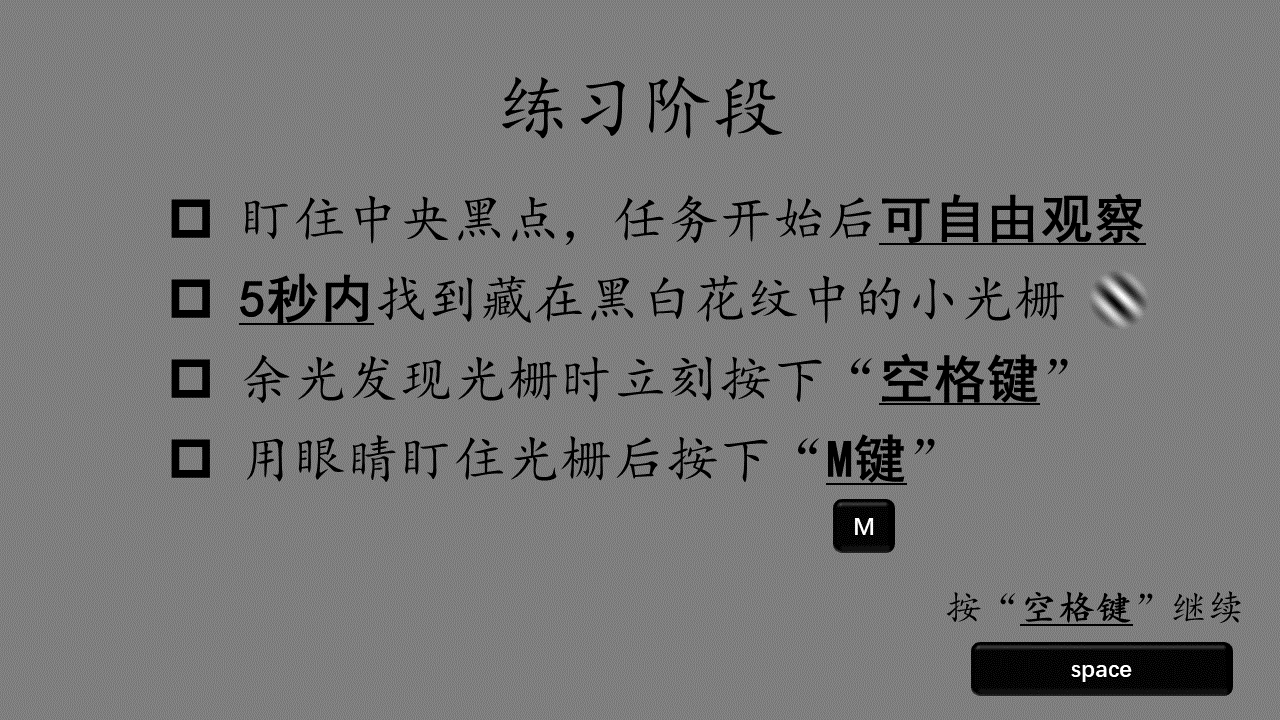 练习阶段
盯住中央黑点，任务开始后可自由观察
5秒内找到藏在黑白花纹中的小光栅
余光发现光栅时立刻按下“空格键”
用眼睛盯住光栅后按下“M键”
M
按“空格键”继续
space